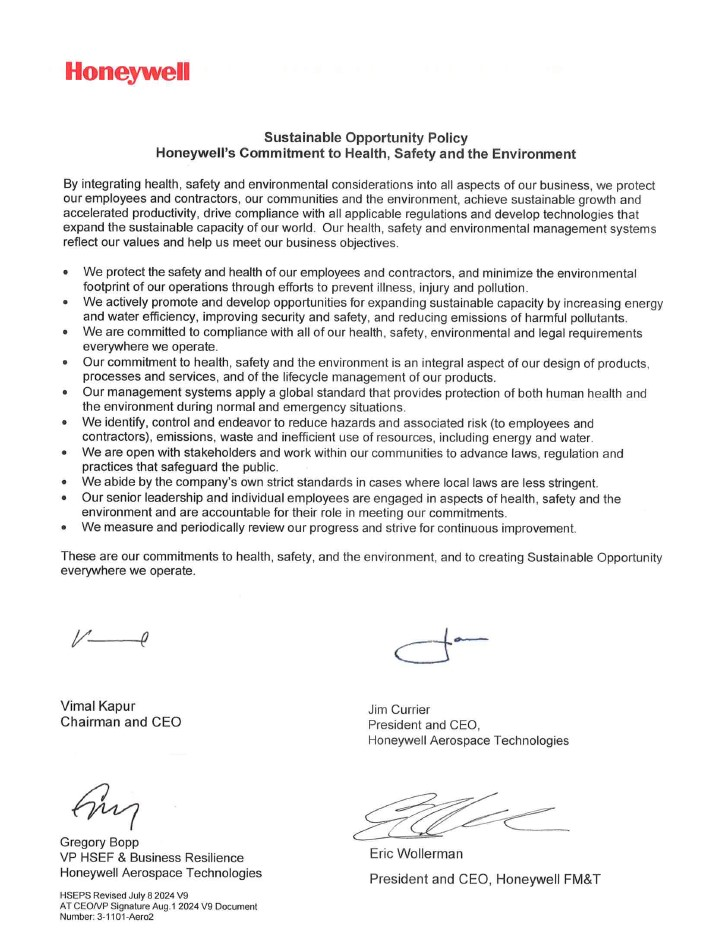 Honeywell
Sustainable Opportunity Policy
Honeywell's Commitment to Health, Safety and the Environment
By integrating health, safety and environmental considerations into all aspects of our business, we protect
our employees and contractors, our communities and the environment, achieve sustainable growth and
accelerated productivity, drive compliance with all applicable regulations and develop technologies that
expand the sustainable capacity of our world. Our health, safety and environmental management systems
reflect our values and help us meet our business objectives.
• We protect the safety and health of our employees and contractors, and minimize the environmental
footprint of our operations through efforts to prevent illness, injury and pollution.
• We actively promote and develop opportunities for expanding sustainable capacity by increasing energy
and water efficiency, improving security and safety, and reducing emissions of harmful pollutants.
• We are committed to compliance with all of our health, safety, environmental and legal requirements
everywhere we operate.
• Our commitment to health, safety and the environment is an integral aspect of our design of products,
processes and services, and of the lifecycle management of our products.
• Our management systems apply a global standard that provides protection of both human health and
the environment during normal and emergency situations.
• We identify, control and endeavor to reduce hazards and associated risk (to employees and
contractors), emissions, waste and inefficient use of resources, including energy and water.
• We are open with stakeholders and work within our communities to advance laws, regulation and
practices that safeguard the public.
• We abide by the company's own strict standards in cases where local laws are less stringent.
• Our senior leadership and individual employees are engaged in aspects of health, safety and the
environment and are accountable for their role in meeting our commitments.
• We measure and periodically review our progress and strive for continuous improvement.
These are our commitments to health, safety, and the environment, and to creating Sustainable Opportunity
everywhere we operate.
Vimal Kapur
Chairman and CEO
Jim Currier
President and CEO,
Honeywell Aerospace Technologies
Gregory Bopp
VP HSEF & Business Resilience
Honeywell Aerospace Technologies
Eric Wollerman
President and CEO, Honeywell FM&T
HSEPS Revised July 8 2024 V9
AT CEO/VP Signature Aug.1 2024 V9 Document
Number: 3-1101-Aero2